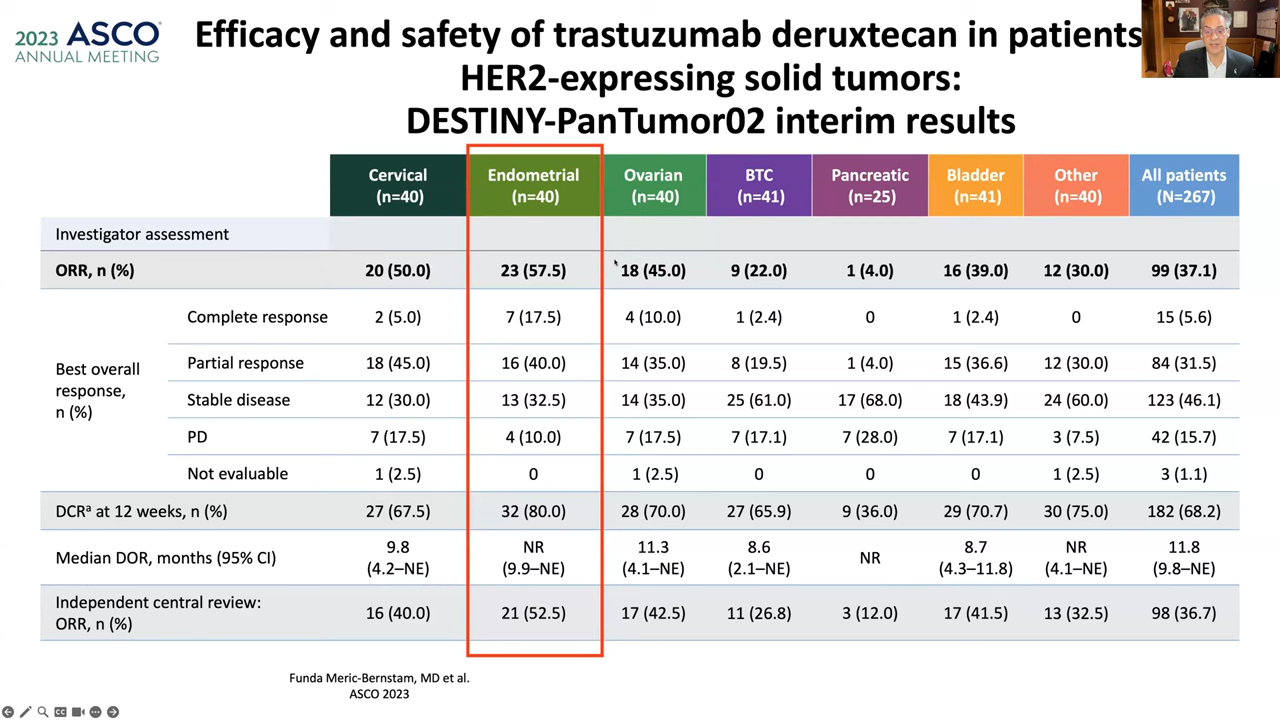 2023 ASCO®
ANNUAL MEETING
Efficacy and safety of trastuzumab deruxtecan in patients
HER2-expressing solid tumors:
DESTINY-PanTumor02 interim results
Cervical (n=40) Endometrial (n=40) Ovarian (n=40) BTC (n=41) Pancreatic (n=25) Bladder (n=41) Other (n=40) All patients (N=267)
Investigator assessment
ORR, n (%) 20 (50.0) 23 (57.5) 18 (45.0) 9 (22.0) 1 (4.0) 16 (39.0) 12 (30.0) 99 (37.1)
Best overall response, n (%)
Complete response 2 (5.0) 7 (17.5) 4 (10.0) 1 (2.4) 0 1 (2.4) 0 15 (5.6)
Partial response 18 (45.0) 16 (40.0) 14 (35.0) 8 (19.5) 1 (4.0) 15 (36.6) 12 (30.0) 84 (31.5)
Stable disease 12 (30.0) 13 (32.5) 14 (35.0) 25 (61.0) 17 (68.0) 18 (43.9) 24 (60.0) 123 (46.1)
PD 7 (17.5) 4 (10.0) 7 (17.5) 7 (17.1) 7 (28.0) 7 (17.1) 3 (7.5) 42 (15.7)
Not evaluable 1 (2.5) 0 1 (2.5) 0 0 0 1 (2.5) 3 (1.1)
DCRᵃ at 12 weeks, n (%) 27 (67.5) 32 (80.0) 28 (70.0) 27 (65.9) 9 (36.0) 29 (70.7) 30 (75.0) 182 (68.2)
Median DOR, months (95% CI) 9.8 (4.2–NE) NR (9.9–NE) 11.3 (4.1–NE) 8.6 (2.1–NE) NR 8.7 (4.3–11.8) NR (4.1–NE) 11.8 (9.8–NE)
Independent central review: ORR, n (%) 16 (40.0) 21 (52.5) 17 (42.5) 11 (26.8) 3 (12.0) 17 (41.5) 13 (32.5) 98 (36.7)
Funda Meric-Bernstam, MD et al.
ASCO 2023